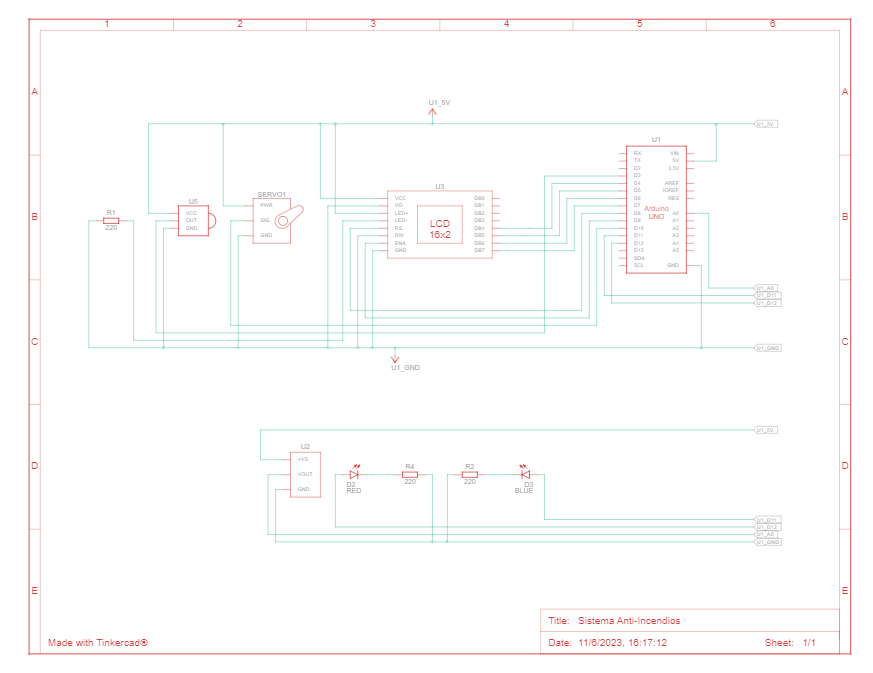 1 2 3 4 5 6
A A
U1_5V
U1_5V
U1
RX VIN
TX 5V
D2 3.3V
D3
D4 AREF
D5 IOREF
D6 RES
D7
D8 A0
D9 A1
D10 A2
D11 A3
D12 A4
D13 A5
SDA
SCL GND
Arduino
UNO
B B
R1
220
U5
VCC
OUT
GND
SERVO1
PWR
SIG
GND
U3
VCC DB0
VO DB1
LED+ DB2
LED- DB3
RS DB4
RW DB5
ENA DB6
GND DB7
LCD
16x2
U1_A0
U1_D11
U1_D12
C C
U1_GND
U1_GND
U1_5V
D D
U2
+VS
VOUT
GND
D2
RED
R4
220
R2
220
D3
BLUE
U1_D11
U1_D12
U1_A0
U1_GND
E E
Title: Sistema Anti-Incendios
Made with Tinkercad®
Date: 11/6/2023, 16:17:12 Sheet: 1/1